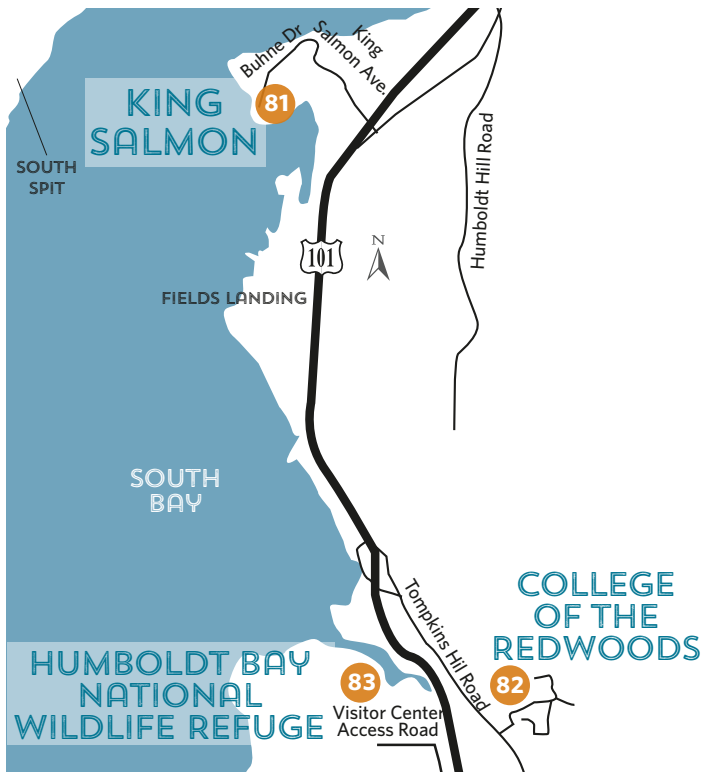 Buhne Dr
King
Salmon Ave.
81
KING
SALMON
SOUTH
SPIT
Humboldt Hill Road
N
101
FIELDS LANDING
SOUTH
BAY
COLLEGE
OF THE
REDWOODS
Tompkins Hil Road
HUMBOLDT BAY
NATIONAL
WILDLIFE REFUGE
83
82
Visitor Center
Access Road